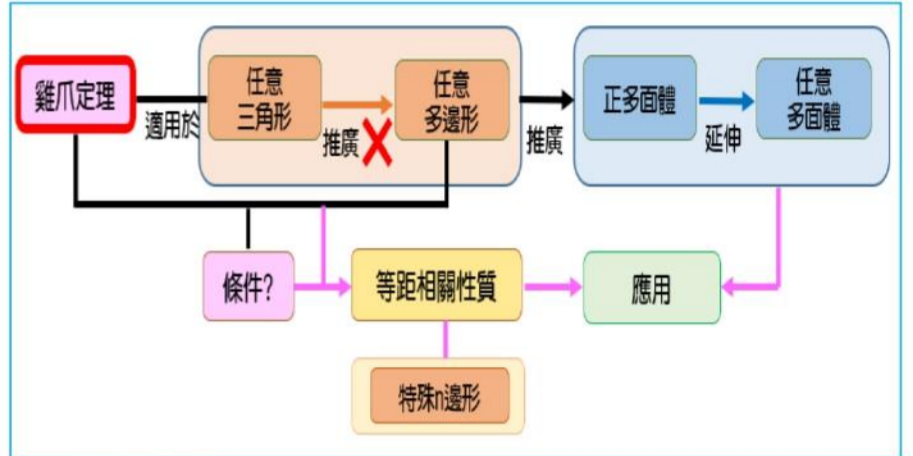 雞爪定理
適用於
任意
三角形
推廣
任意
多邊形
推廣
正多面體
延伸
任意
多面體
條件?
等距相關性質
應用
特殊n邊形